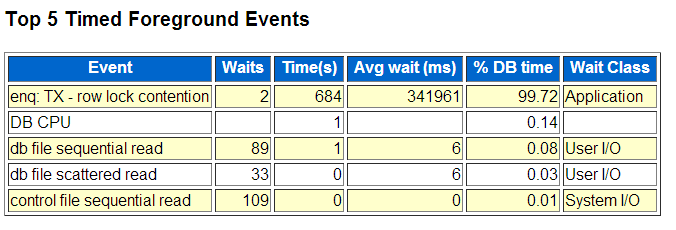 Top 5 Timed Foreground Events
Event Waits Time(s) Avg wait (ms) % DB time Wait Class
enq: TX - row lock contention 2 684 341961 99.72 Application
DB CPU 1 0.14
db file sequential read 89 1 6 0.08 User I/O
db file scattered read 33 0 6 0.03 User I/O
control file sequential read 109 0 0 0.01 System I/O